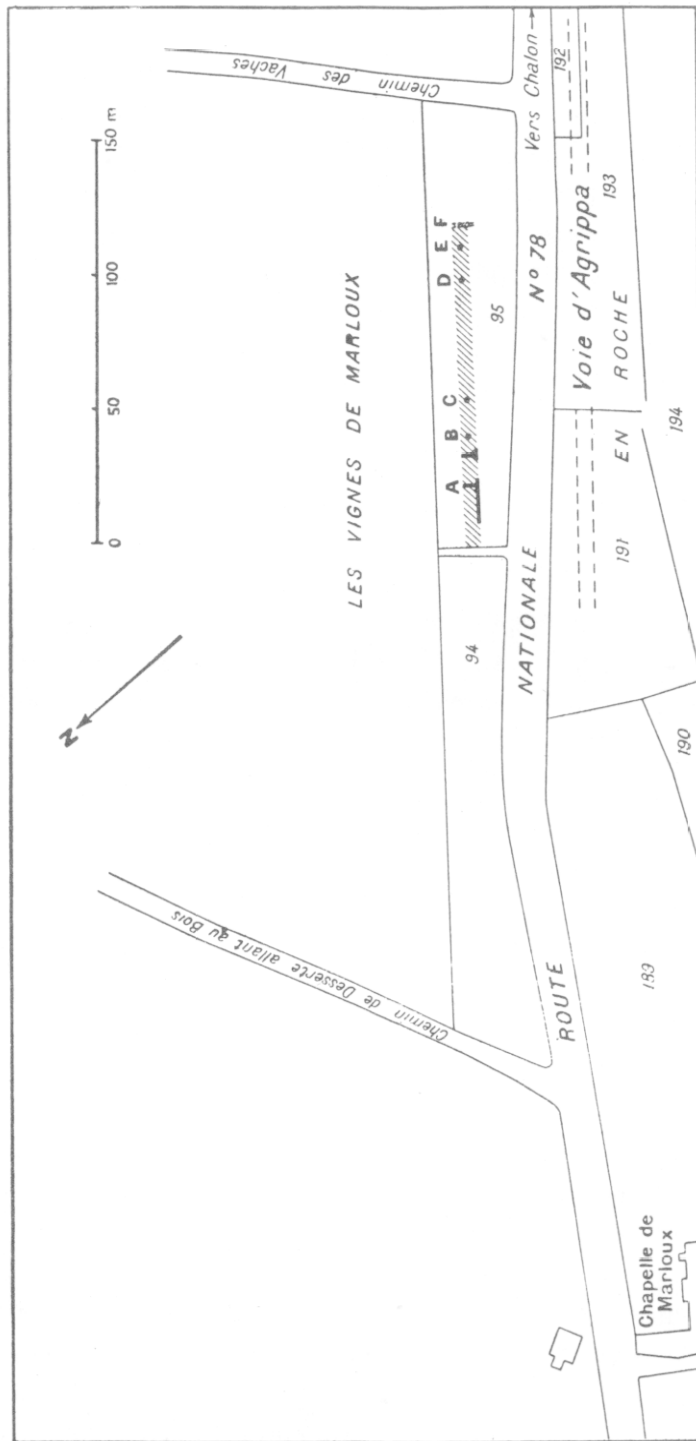 Chemin des Vaches
0 50 100 150 m
LES VIGNES DE MARLOUX
N
A B C D E F
95
94
Chemin de Desserte allant au Bois
ROUTE NATIONALE N° 78
Vers Chalon
192
Voie d'Agrippa
193
191
EN ROCHE
194
190
189
Chapelle de
Marloux